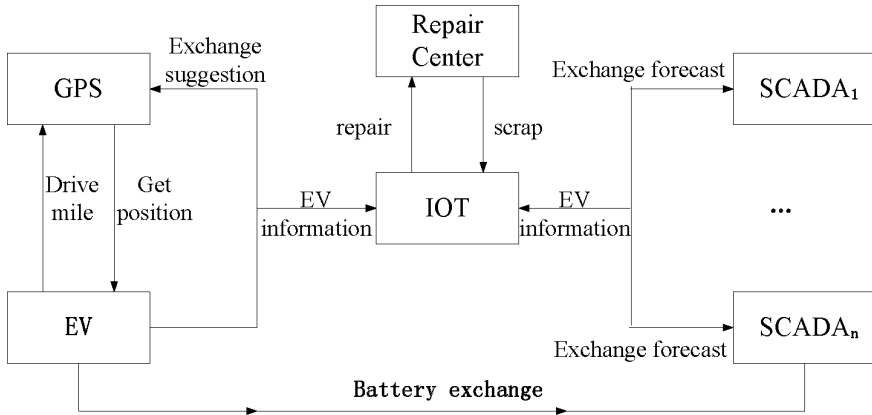 Repair
Center
Exchange
suggestion
GPS
Exchange forecast
SCADA1
repair
scrap
Drive
mile
Get
position
EV
information
IOT
EV
information
...
EV
SCADAn
Exchange forecast
Battery exchange